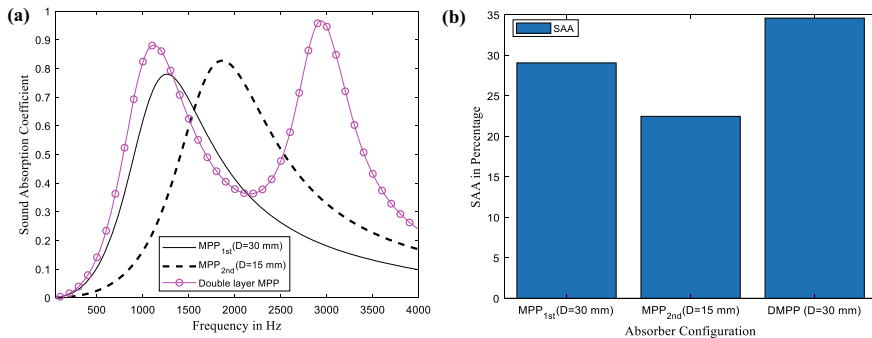 (a)
1
0.9
0.8
0.7
0.6
0.5
0.4
0.3
0.2
0.1
0
Sound Absorption Coefficient
MPP1st(D=30 mm)
MPP2nd(D=15 mm)
Double layer MPP
500 1000 1500 2000 2500 3000 3500 4000
Frequency in Hz
(b)
35
30
25
20
15
10
5
0
SAA in Percentage
SAA
MPP1st(D=30 mm) MPP2nd(D=15 mm) DMPP (D=30 mm)
Absorber Configuration